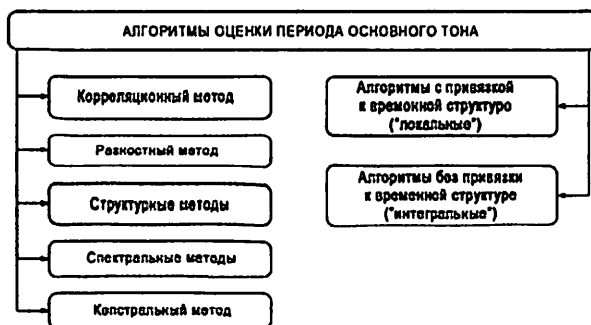 АЛГОРИТМЫ ОЦЕНКИ ПЕРИОДА ОСНОВНОГО ТОНА
Корреляционный метод
Разностный метод
Структурные методы
Спектральные методы
Кепстральный метод
Алгоритмы с привязкой
к временной структуре
("локальные")
Алгоритмы без привязки
к временной структуре
("интегральные")